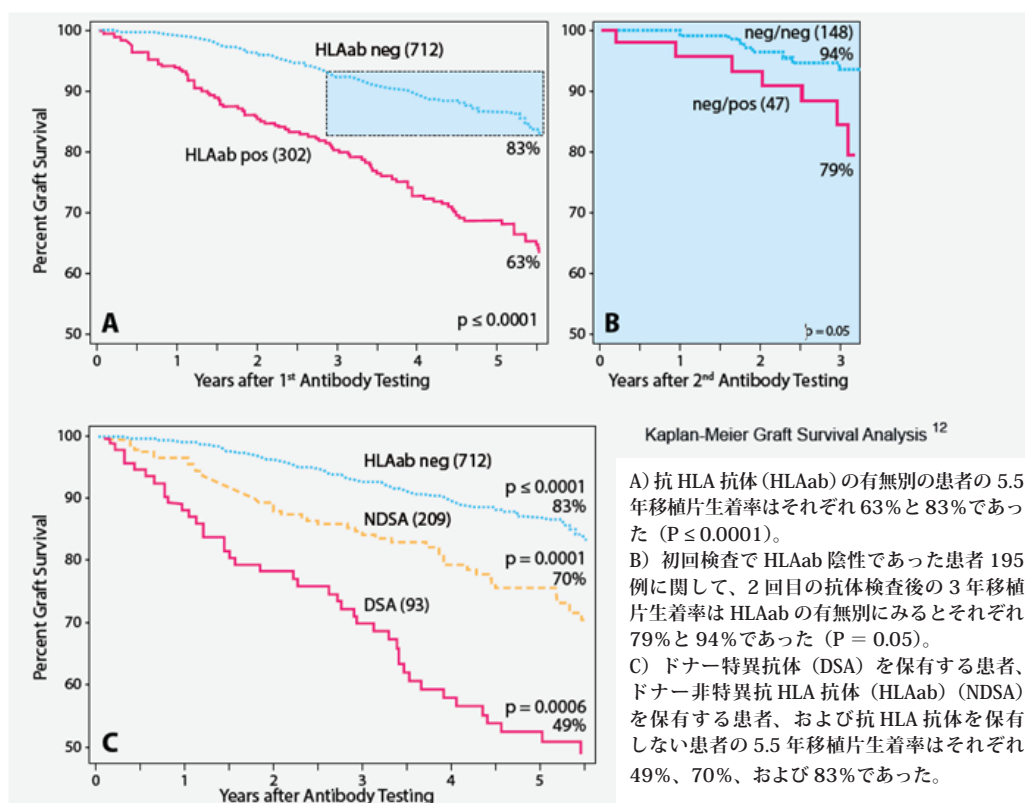 100
90
80
70
60
50
Percent Graft Survival
HLAab neg (712)
HLAab pos (302)
83%
63%
A
p ≤ 0.0001
0
1
2
3
4
5
Years after 1st Antibody Testing
100
90
80
70
60
50
neg/neg (148)
94%
neg/pos (47)
79%
B
p = 0.05
0
1
2
3
Years after 2nd Antibody Testing
100
90
80
70
60
50
Percent Graft Survival
HLAab neg (712)
p ≤ 0.0001
83%
NDSA (209)
p = 0.0001
70%
DSA (93)
p = 0.0006
49%
C
0
2
1
2
3
4
5
Years after Antibody Testing
Kaplan-Meier Graft Survival Analysis 12
A) 抗 HLA 抗体 (HLAab) の有無別の患者の 5.5
年移植片生着率はそれぞれ 63%と 83%であっ
た (P ≤ 0.0001)。
B) 初回検査で HLAab 陰性であった患者 195
例に関して、2 回目の抗体検査後の 3 年移植
片生着率は HLAab の有無別にみるとそれぞれ
79%と 94%であった (P = 0.05)。
C) ドナー特異抗体 (DSA) を保有する患者、
ドナー非特異抗 HLA 抗体 (HLAab) (NDSA)
を保有する患者、および抗 HLA 抗体を保有
しない患者の 5.5 年移植片生着率はそれぞれ
49%、70%、および 83%であった。